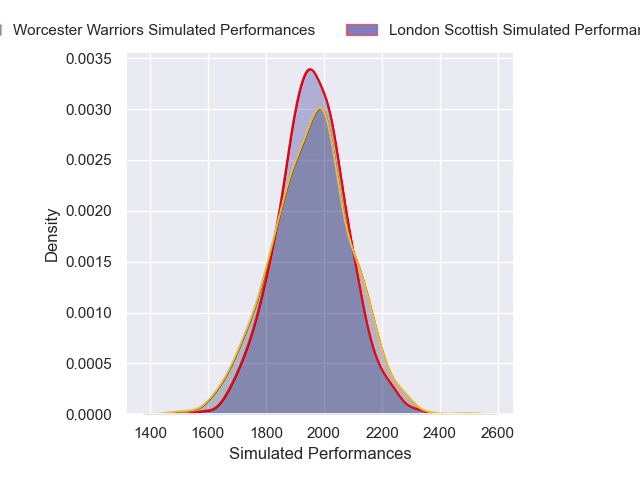 Worcester Warriors Simulated Performances
London Scottish Simulated
0.0035
0.0030
0.0025
0.0020
0.0015
0.0010
0.0005
0.0000
Density
1400 1600 1800 2000 2200 2400 2600
Simulated Performances